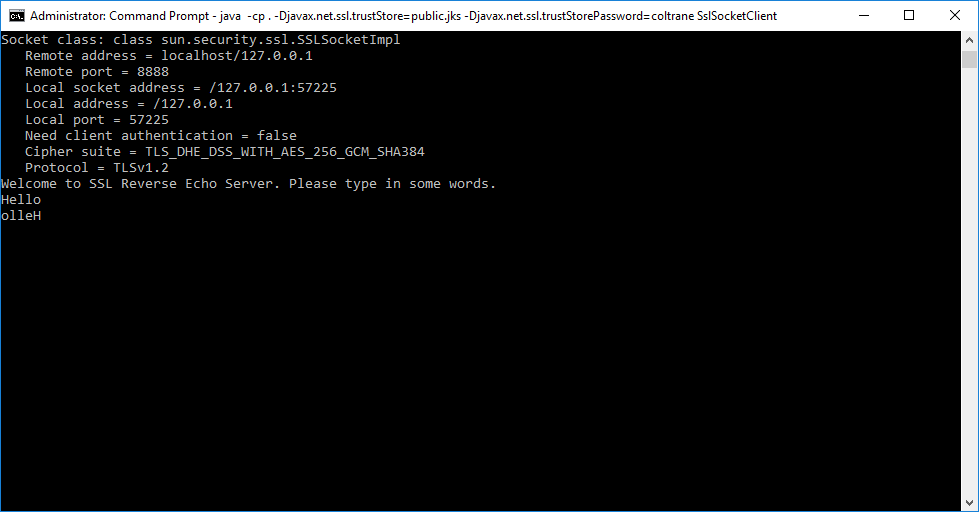 Administrator: Command Prompt - java -cp . -Djavax.net.ssl.trustStore=public.jks -Djavax.net.ssl.trustStorePassword=coltrane SslSocketClient
Socket class: class sun.security.ssl.SSLSocketImpl
   Remote address = localhost/127.0.0.1
   Remote port = 8888
   Local socket address = /127.0.0.1:57225
   Local address = /127.0.0.1
   Local port = 57225
   Need client authentication = false
   Cipher suite = TLS_DHE_DSS_WITH_AES_256_GCM_SHA384
   Protocol = TLSv1.2
Welcome to SSL Reverse Echo Server. Please type in some words.
Hello
olleH